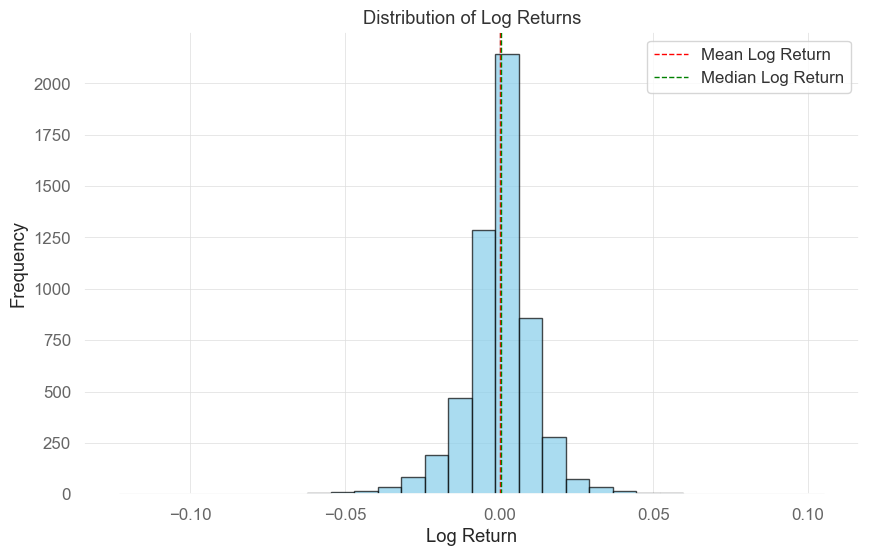 Distribution of Log Returns
Mean Log Return
Median Log Return
2000
1750
1500
1250
1000
750
500
250
0
Frequency
−0.10
−0.05
0.00
0.05
0.10
Log Return